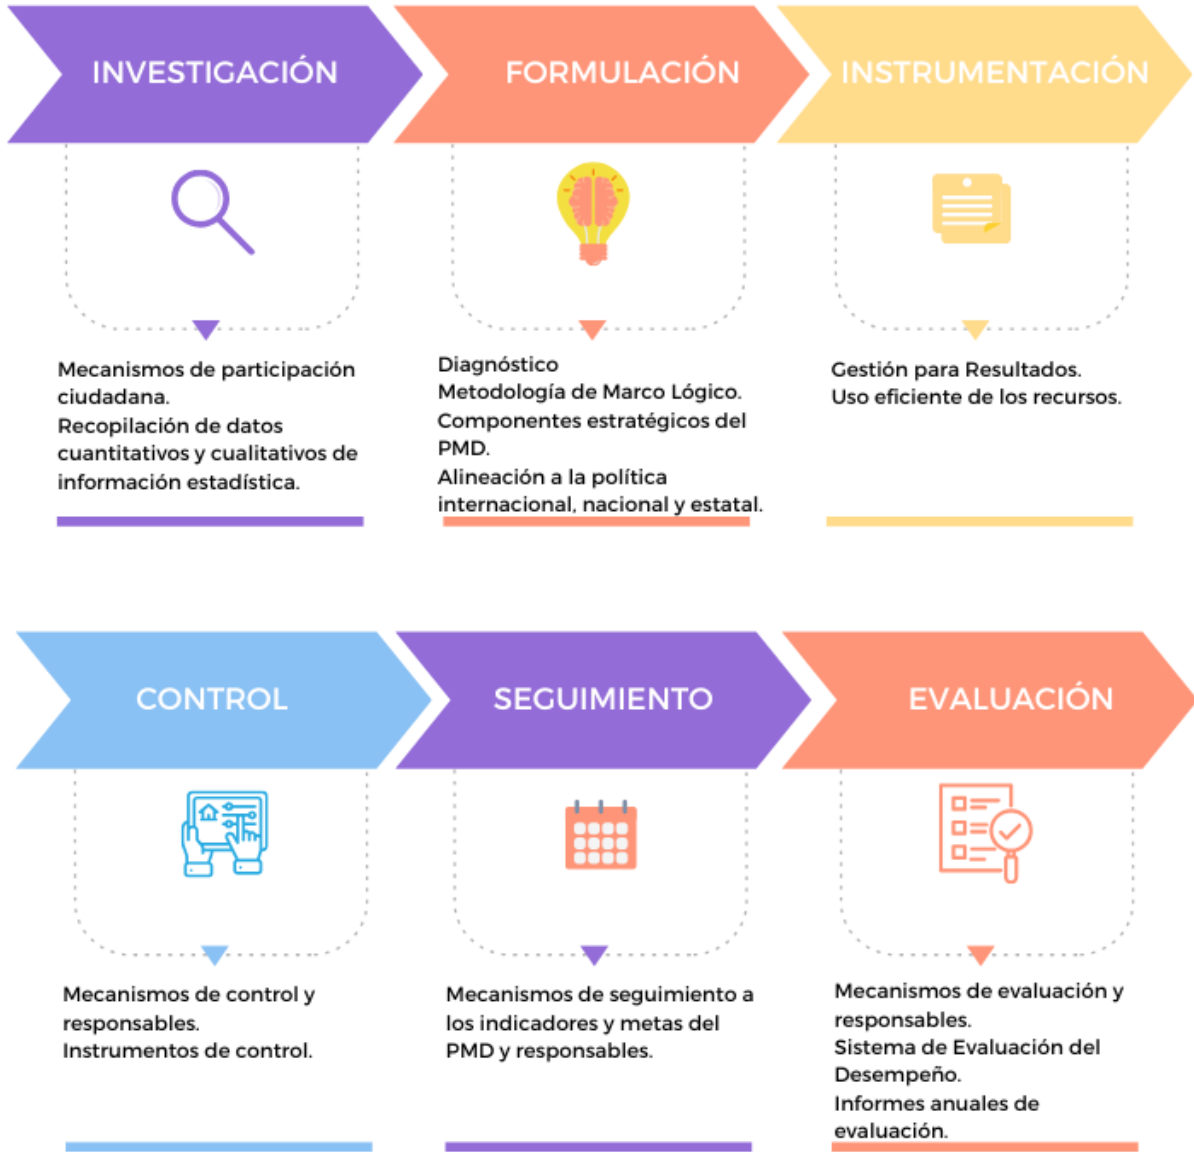 INVESTIGACIÓN
FORMULACIÓN
INSTRUMENTACIÓN
Mecanismos de participación
ciudadana.
Recopilación de datos
cuantitativos y cualitativos de
información estadística.
Diagnóstico
Metodología de Marco Lógico.
Componentes estratégicos del
PMD.
Alineación a la política
internacional, nacional y estatal.
Gestión para Resultados.
Uso eficiente de los recursos.
CONTROL
SEGUIMIENTO
EVALUACIÓN
Mecanismos de control y
responsables.
Instrumentos de control.
Mecanismos de seguimiento a
los indicadores y metas del
PMD y responsables.
Mecanismos de evaluación y
responsables.
Sistema de Evaluación del
Desempeño.
Informes anuales de
evaluación.